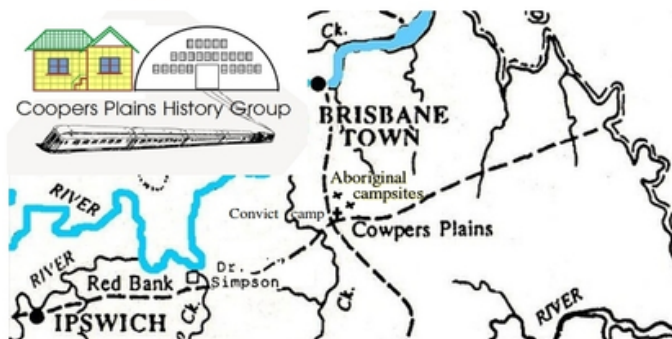 Coopers Plains History Group
Ck.
BRISBANE
TOWN
Aboriginal
campsites
Convict camp
Cowpers Plains
RIVER
RIVER
Red Bank
Dr.
Simpson
IPSWICH
Ck.
Ck.
RIVER